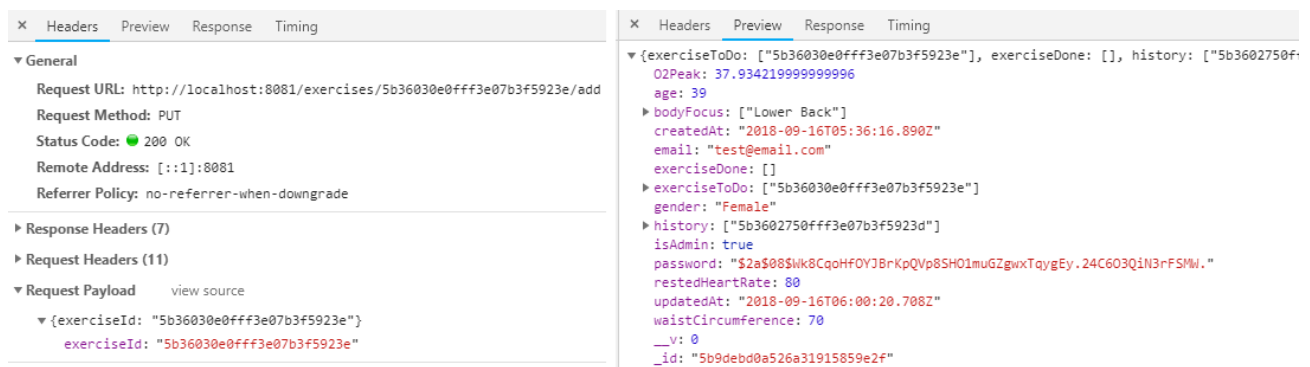 × Headers Preview Response Timing
▼ General
Request URL: http://localhost:8081/exercises/5b36030e0fff3e07b3f5923e/add
Request Method: PUT
Status Code: 200 OK
Remote Address: [::1]:8081
Referrer Policy: no-referrer-when-downgrade
▶ Response Headers (7)
▶ Request Headers (11)
▼ Request Payload view source
▼ {exerciseId: "5b36030e0fff3e07b3f5923e"}
exerciseId: "5b36030e0fff3e07b3f5923e"
× Headers Preview Response Timing
▼ {exerciseToDo: ["5b36030e0fff3e07b3f5923e"], exerciseDone: [], history: ["5b3602750ff
O2Peak: 37.934219999999996
age: 39
▶ bodyFocus: ["Lower Back"]
createdAt: "2018-09-16T05:36:16.890Z"
email: "test@email.com"
exerciseDone: []
▶ exerciseToDo: ["5b36030e0fff3e07b3f5923e"]
gender: "Female"
▶ history: ["5b3602750fff3e07b3f5923d"]
isAdmin: true
password: "$2a$08$Wk8CqoHfOYJBrKpQVp8SHO1muGZgwxTqygEy.24C6O3QiN3rFSMW."
restedHeartRate: 80
updatedAt: "2018-09-16T06:00:20.708Z"
waistCircumference: 70
__v: 0
_id: "5b9debd0a526a31915859e2f"